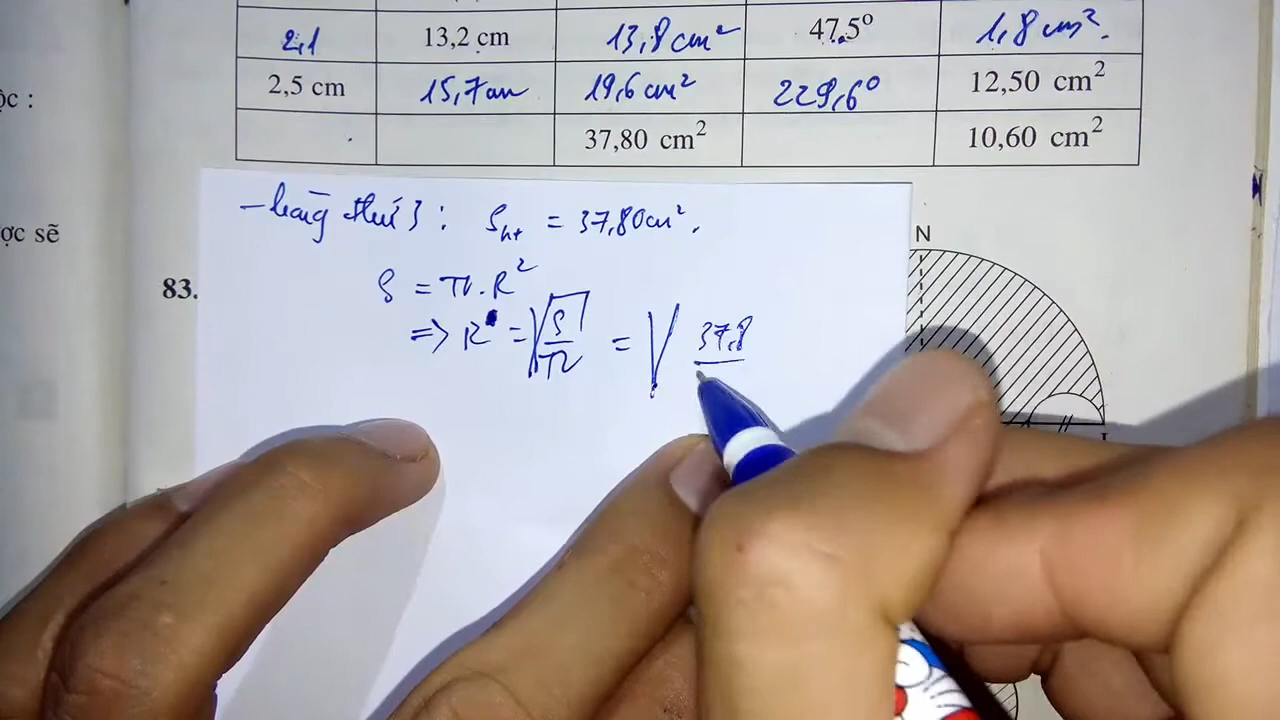 2,1 13,2 cm 13,8 cm² 47,5° 1,8 cm².
ộc :
2,5 cm 15,7 cm 19,6 cm² 229,6° 12,50 cm²
37,80 cm² 10,60 cm²
ợc sẽ
- hàng thứ 3 : Sht = 37,80 cm².
N
83.
S = π.R²
=> R = √S/π = √37,8